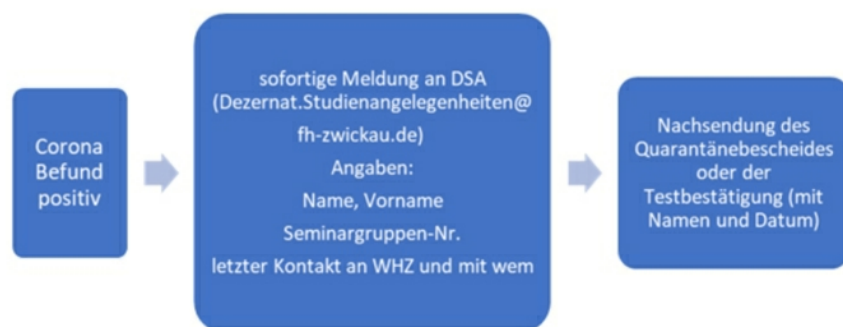 Corona
Befund
positiv
sofortige Meldung an DSA
(Dezernat.Studienangelegenheiten@
fh-zwickau.de)
Angaben:
Name, Vorname
Seminargruppen-Nr.
letzter Kontakt an WHZ und mit wem
Nachsendung des
Quarantänebescheides
oder der
Testbestätigung (mit
Namen und Datum)